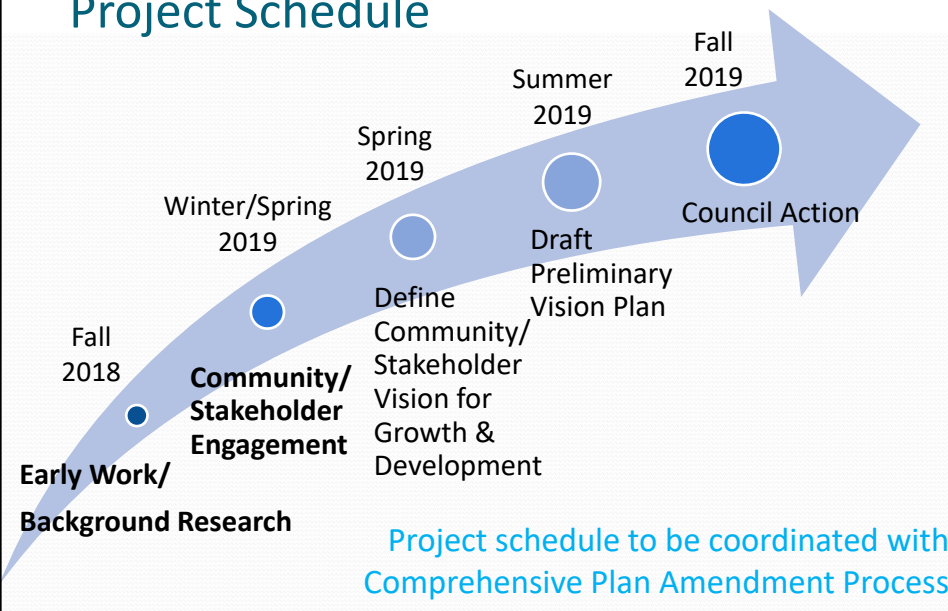 Project Schedule
Fall
2018
Early Work/
Background Research
Winter/Spring
2019
Community/
Stakeholder
Engagement
Spring
2019
Define
Community/
Stakeholder
Vision for
Growth &
Development
Summer
2019
Draft
Preliminary
Vision Plan
Fall
2019
Council Action
Project schedule to be coordinated with
Comprehensive Plan Amendment Process